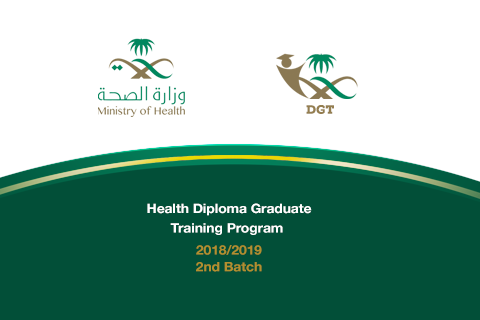 وزارة الصحة
Ministry of Health
DGT
Health Diploma Graduate
Training Program
2018/2019
2nd Batch